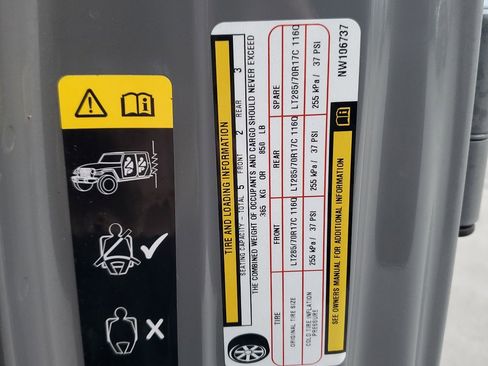 TIRE AND LOADING INFORMATION
SEATING CAPACITY - TOTAL 5 FRONT 2 REAR 3
THE COMBINED WEIGHT OF OCCUPANTS AND CARGO SHOULD NEVER EXCEED
365 KG OR 850 LB
TIRE FRONT REAR SPARE
ORIGINAL TIRE SIZE LT285/70R17C 116Q LT285/70R17C 116Q LT285/70R17C 116Q
COLD TIRE INFLATION PRESSURE 255 kPa / 37 PSI 255 kPa / 37 PSI 255 kPa / 37 PSI
SEE OWNERS MANUAL FOR ADDITIONAL INFORMATION
NW106737